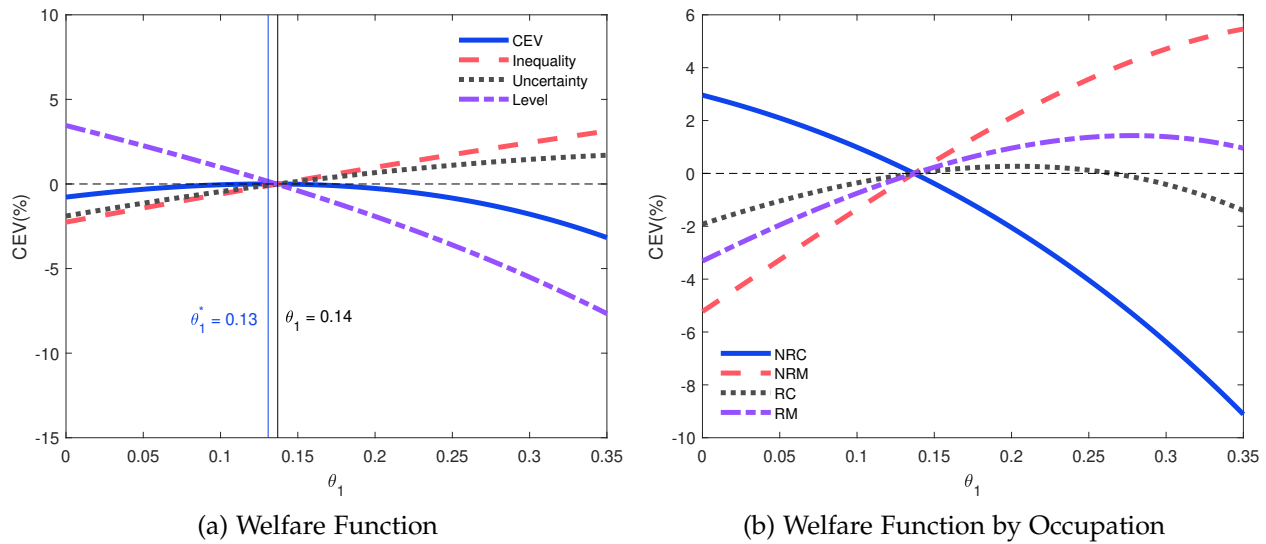 10
5
0
-5
-10
-15
CEV(%)
CEV
Inequality
Uncertainty
Level
θ*1 = 0.13
θ1 = 0.14
0 0.05 0.1 0.15 0.2 0.25 0.3 0.35
θ1
(a) Welfare Function
6
4
2
0
-2
-4
-6
-8
-10
CEV(%)
NRC
NRM
RC
RM
0 0.05 0.1 0.15 0.2 0.25 0.3 0.35
θ1
(b) Welfare Function by Occupation